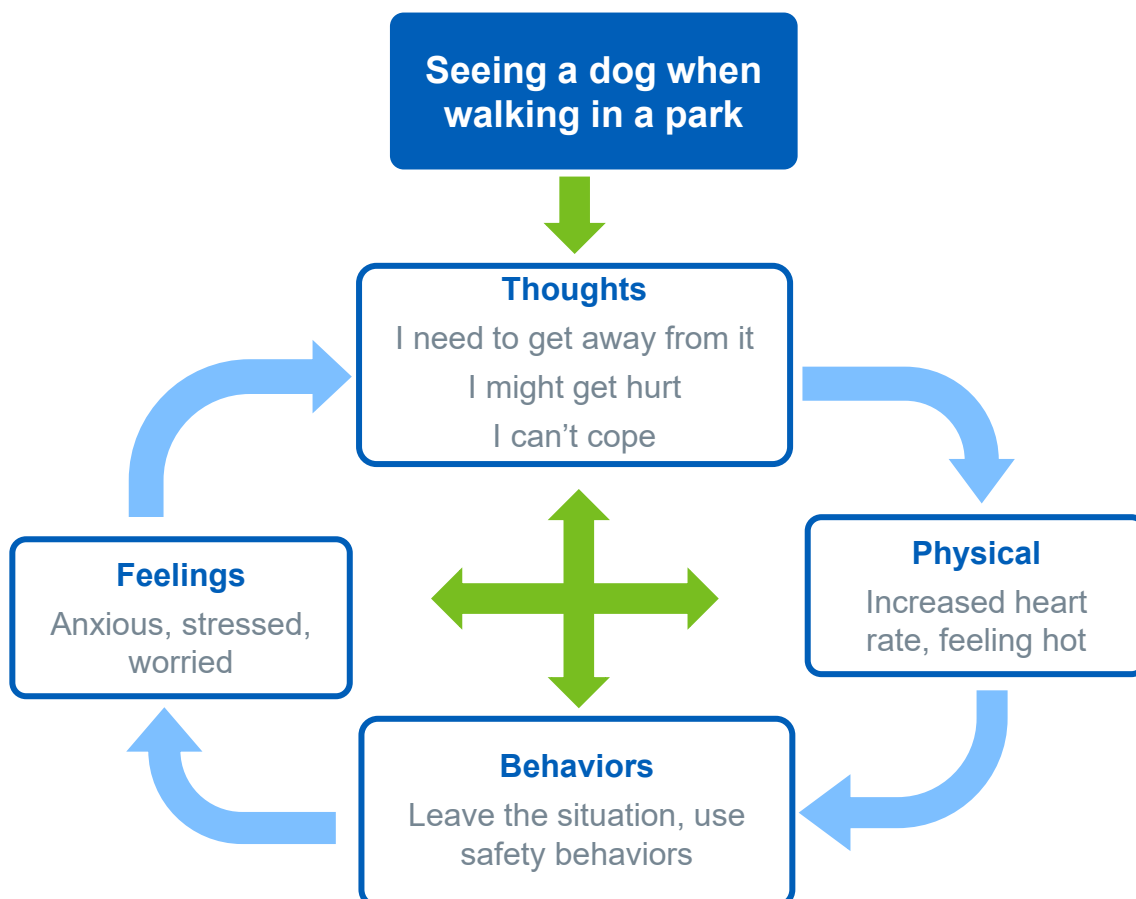 Seeing a dog when
walking in a park
Thoughts
I need to get away from it
I might get hurt
I can’t cope
Feelings
Anxious, stressed,
worried
Physical
Increased heart
rate, feeling hot
Behaviors
Leave the situation, use
safety behaviors